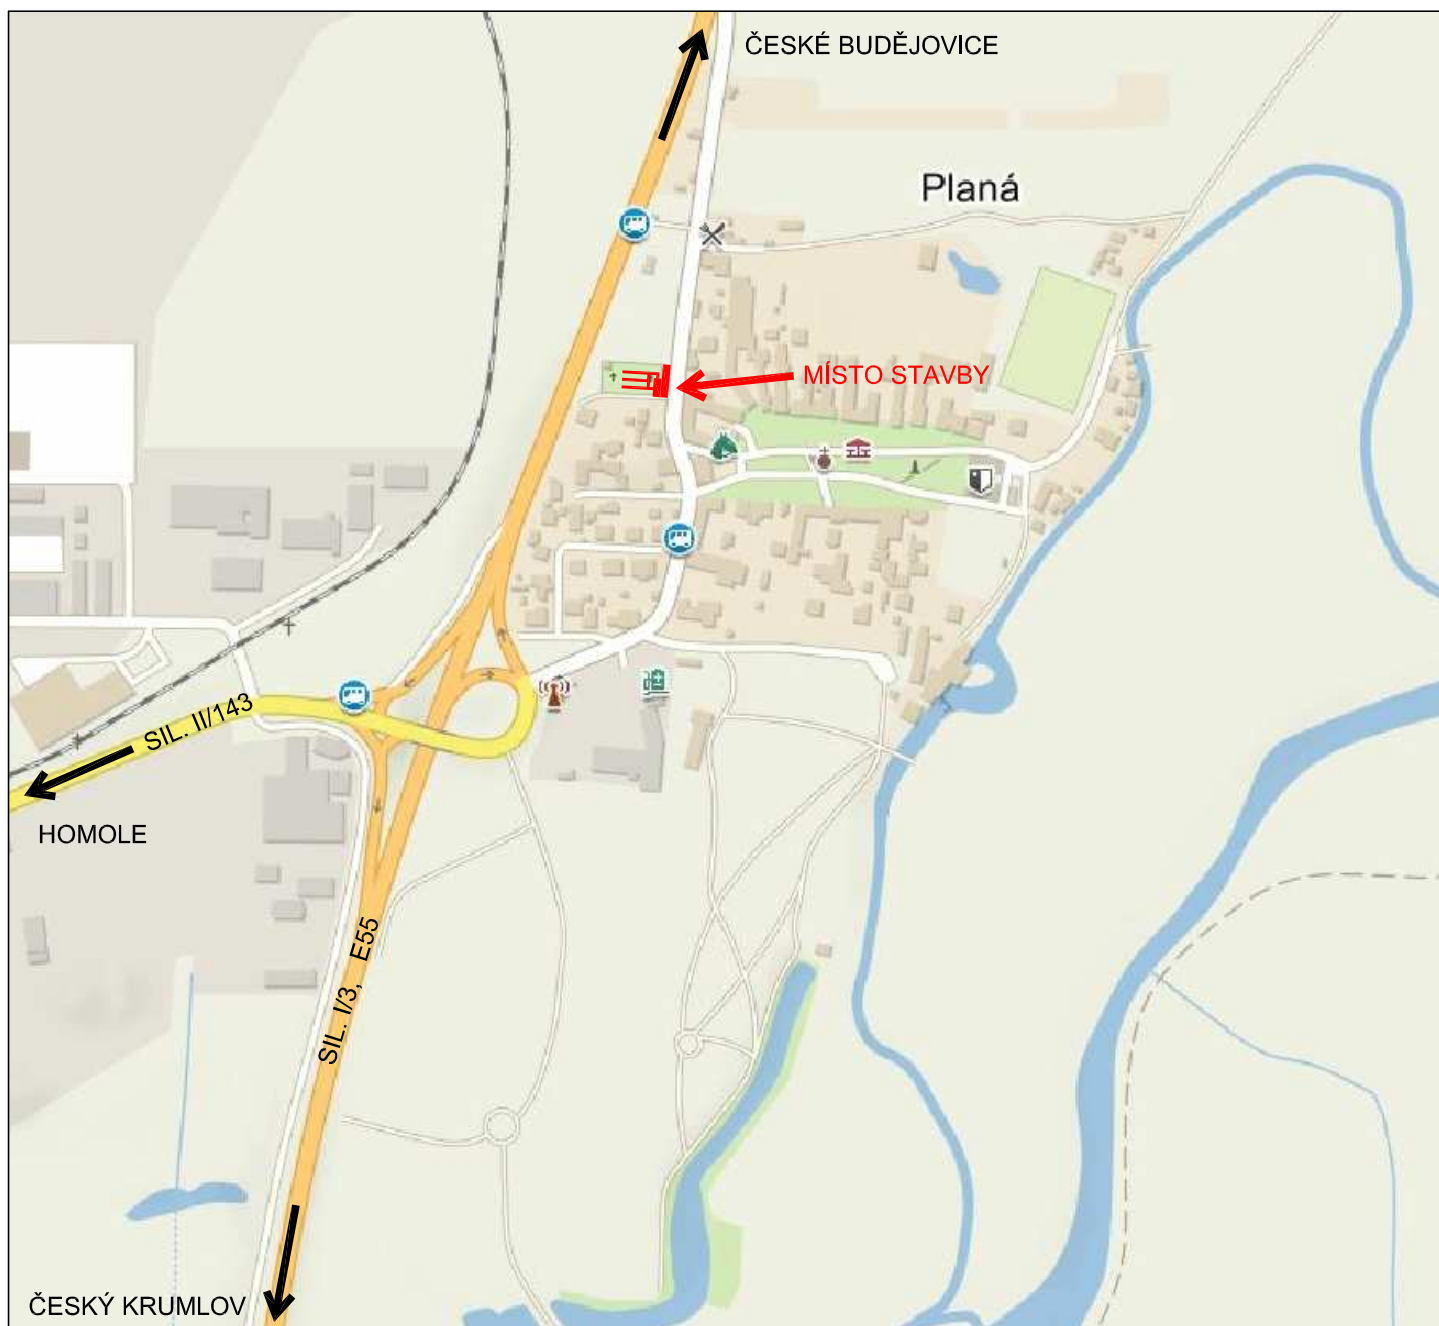 ČESKÉ BUDĚJOVICE
Planá
MÍSTO STAVBY
SIL. II/143
HOMOLE
SIL. I/3, E55
ČESKÝ KRUMLOV